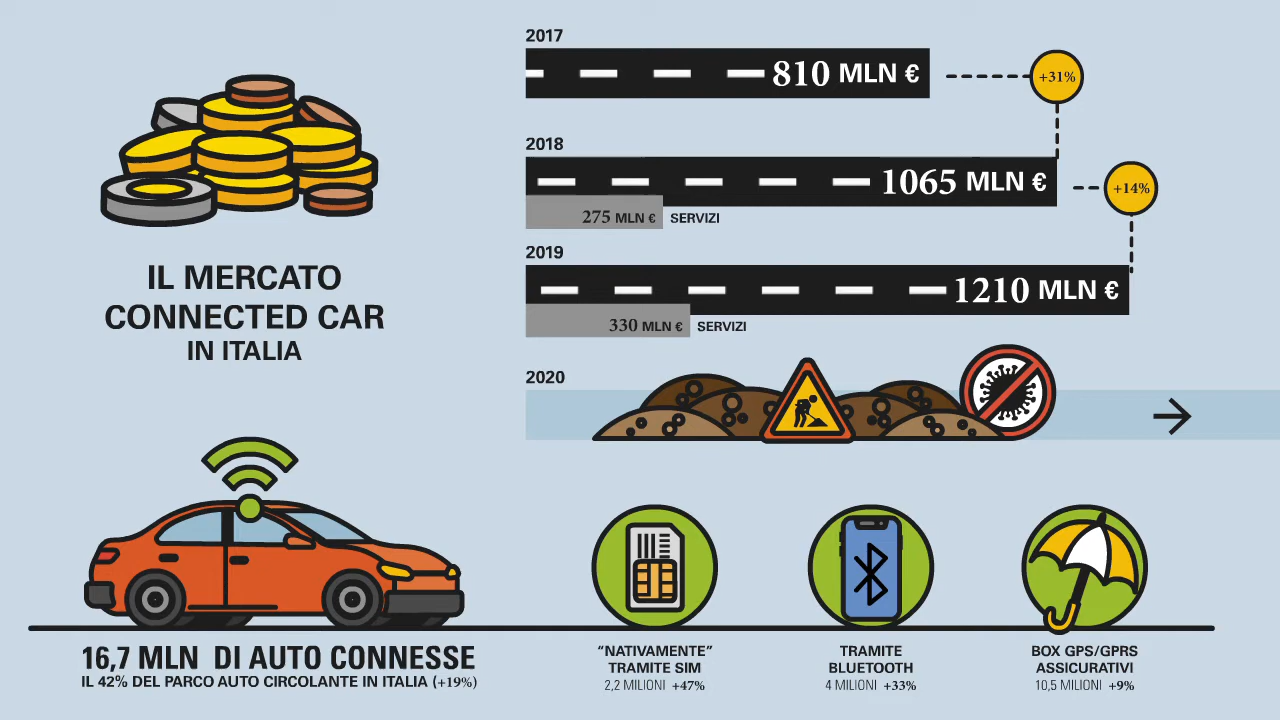 2017
810 MLN €
+31%
2018
1065 MLN €
+14%
275 MLN € SERVIZI
2019
1210 MLN €
330 MLN € SERVIZI
2020
IL MERCATO
CONNECTED CAR
IN ITALIA
16,7 MLN DI AUTO CONNESSE
IL 42% DEL PARCO AUTO CIRCOLANTE IN ITALIA (+19%)
“NATIVAMENTE”
TRAMITE SIM
2,2 MILIONI +47%
TRAMITE
BLUETOOTH
4 MILIONI +33%
BOX GPS/GPRS
ASSICURATIVI
10,5 MILIONI +9%